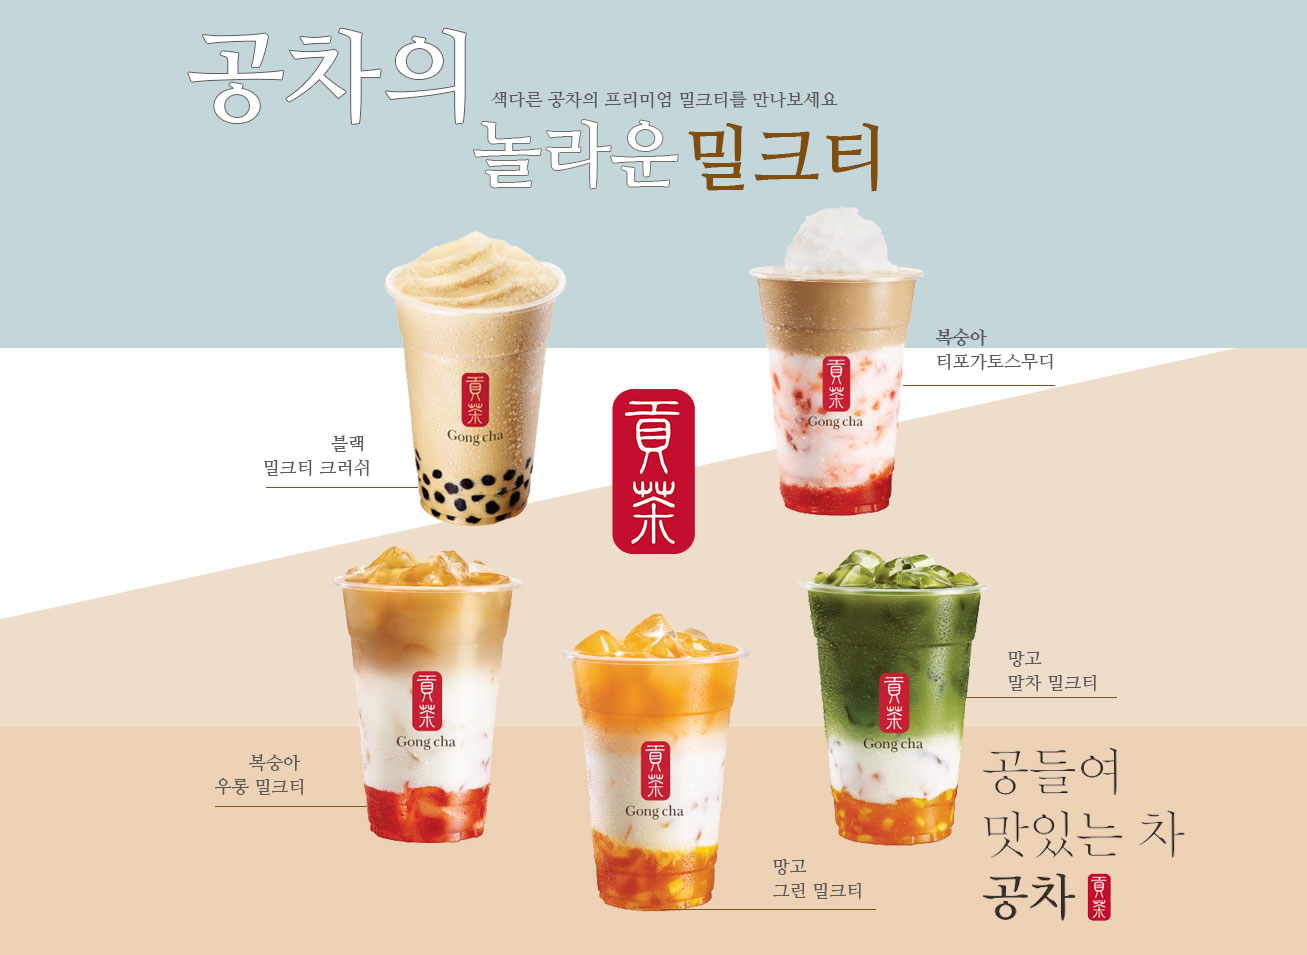 공차의
색다른 공차의 프리미엄 밀크티를 만나보세요
놀라운 밀크티
貢茶
Gong cha
블랙
밀크티 크러쉬
貢茶
Gong cha
복숭아
티포가토스무디
貢茶
貢茶
Gong cha
복숭아
우롱 밀크티
貢茶
Gong cha
망고
그린 밀크티
貢茶
Gong cha
망고
말차 밀크티
공들여
맛있는 차
공차 貢茶